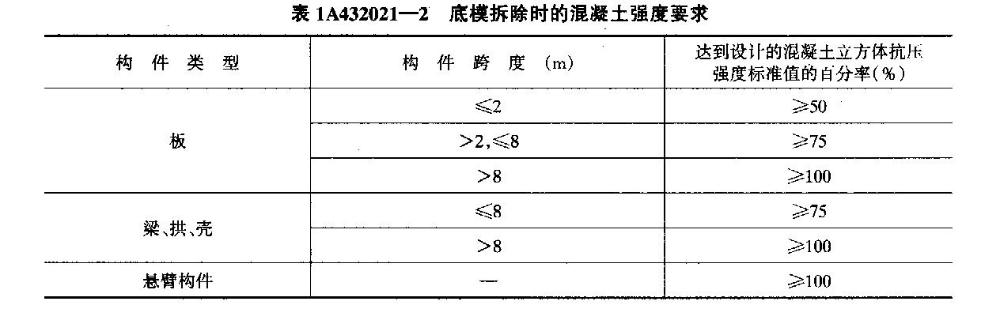 表 1A432021—2 底模拆除时的混凝土强度要求
构件类型 构件跨度(m) 达到设计的混凝土立方体抗压
强度标准值的百分率(%)
板 ≤2 ≥50
>2,≤8 ≥75
>8 ≥100
梁、拱、壳 ≤8 ≥75
>8 ≥100
悬臂构件 — ≥100